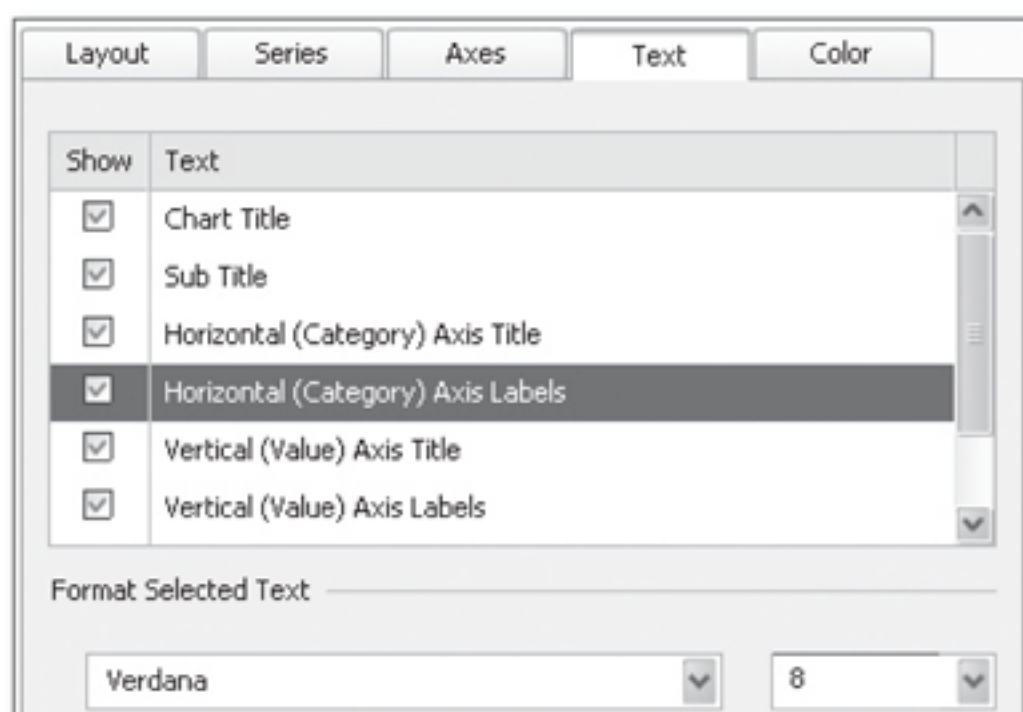 Layout Series Axes Text Color
Show Text
Chart Title
Sub Title
Horizontal (Category) Axis Title
Horizontal (Category) Axis Labels
Vertical (Value) Axis Title
Vertical (Value) Axis Labels
Format Selected Text
Verdana 8